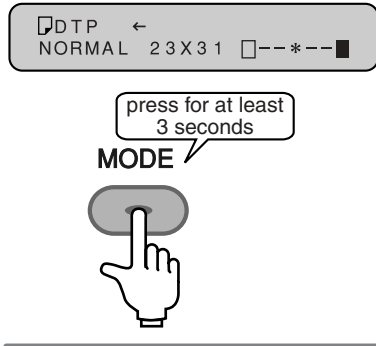 DTP ←
NORMAL 23X31 □--*--■
press for at least
3 seconds
MODE